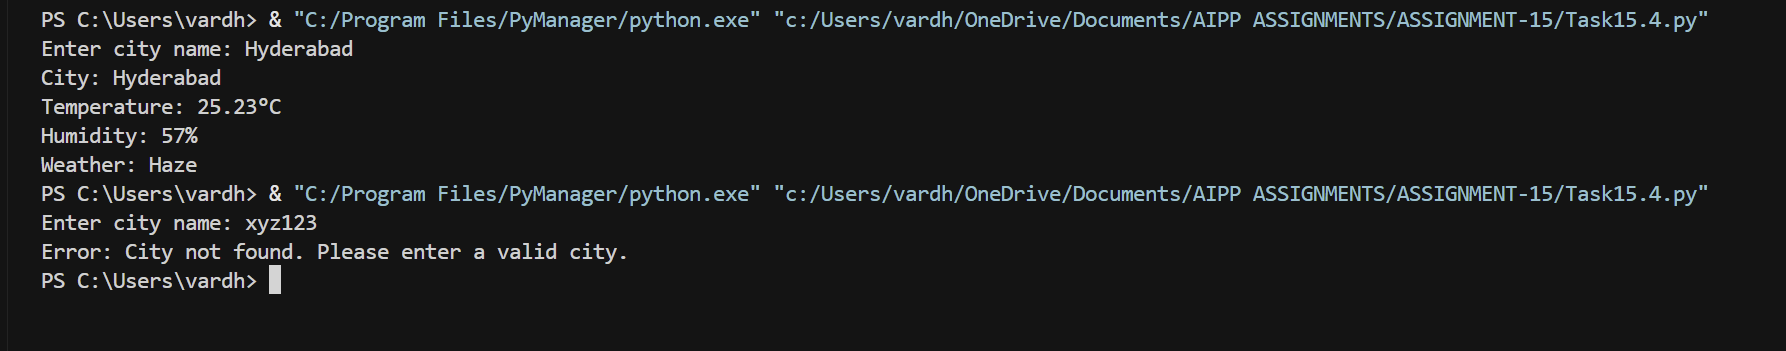 PS C:\Users\vardh> & "C:/Program Files/PyManager/python.exe" "c:/Users/vardh/OneDrive/Documents/AIPP ASSIGNMENTS/ASSIGNMENT-15/Task15.4.py"
Enter city name: Hyderabad
City: Hyderabad
Temperature: 25.23°C
Humidity: 57%
Weather: Haze
PS C:\Users\vardh> & "C:/Program Files/PyManager/python.exe" "c:/Users/vardh/OneDrive/Documents/AIPP ASSIGNMENTS/ASSIGNMENT-15/Task15.4.py"
Enter city name: xyz123
Error: City not found. Please enter a valid city.
PS C:\Users\vardh>